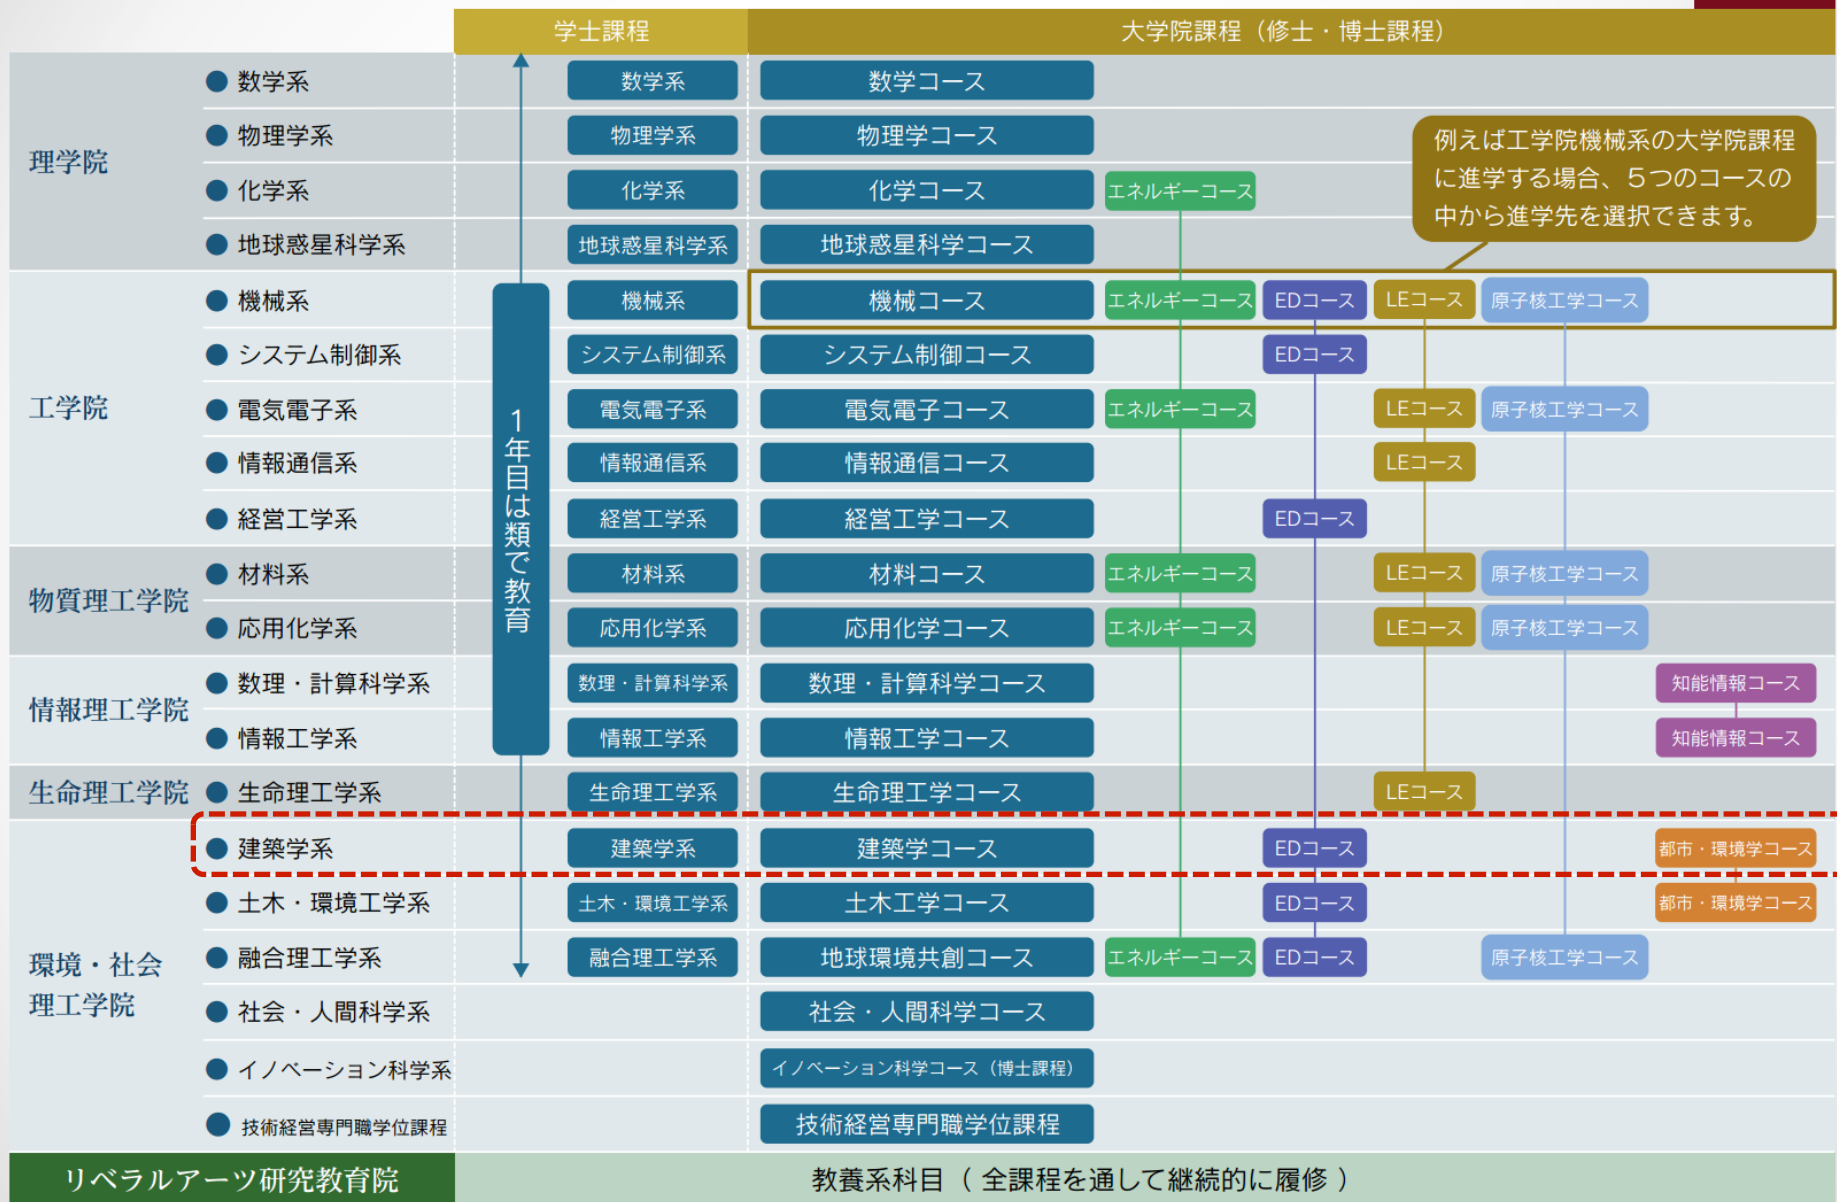 学士課程
大学院課程（修士・博士課程）
理学院
数学系
数学系
数学コース
物理学系
物理学系
物理学コース
化学系
化学系
化学コース
エネルギーコース
地球惑星科学系
地球惑星科学系
地球惑星科学コース
例えば工学院機械系の大学院課程
に進学する場合、５つのコースの
中から進学先を選択できます。
1年目は類で教育
工学院
機械系
機械系
機械コース
エネルギーコース
EDコース
LEコース
原子核工学コース
システム制御系
システム制御系
システム制御コース
EDコース
電気電子系
電気電子系
電気電子コース
エネルギーコース
LEコース
原子核工学コース
情報通信系
情報通信系
情報通信コース
LEコース
経営工学系
経営工学系
経営工学コース
EDコース
物質理工学院
材料系
材料系
材料コース
エネルギーコース
LEコース
原子核工学コース
応用化学系
応用化学系
応用化学コース
エネルギーコース
LEコース
原子核工学コース
情報理工学院
数理・計算科学系
数理・計算科学系
数理・計算科学コース
知能情報コース
情報工学系
情報工学系
情報工学コース
知能情報コース
生命理工学院
生命理工学系
生命理工学系
生命理工学コース
LEコース
環境・社会
理工学院
建築学系
建築学系
建築学コース
EDコース
都市・環境学コース
土木・環境工学系
土木・環境工学系
土木工学コース
EDコース
都市・環境学コース
融合理工学系
融合理工学系
地球環境共創コース
エネルギーコース
EDコース
原子核工学コース
社会・人間科学系
社会・人間科学コース
イノベーション科学系
イノベーション科学コース（博士課程）
技術経営専門職学位課程
技術経営専門職学位課程
リベラルアーツ研究教育院
教養系科目（ 全課程を通して継続的に履修 ）